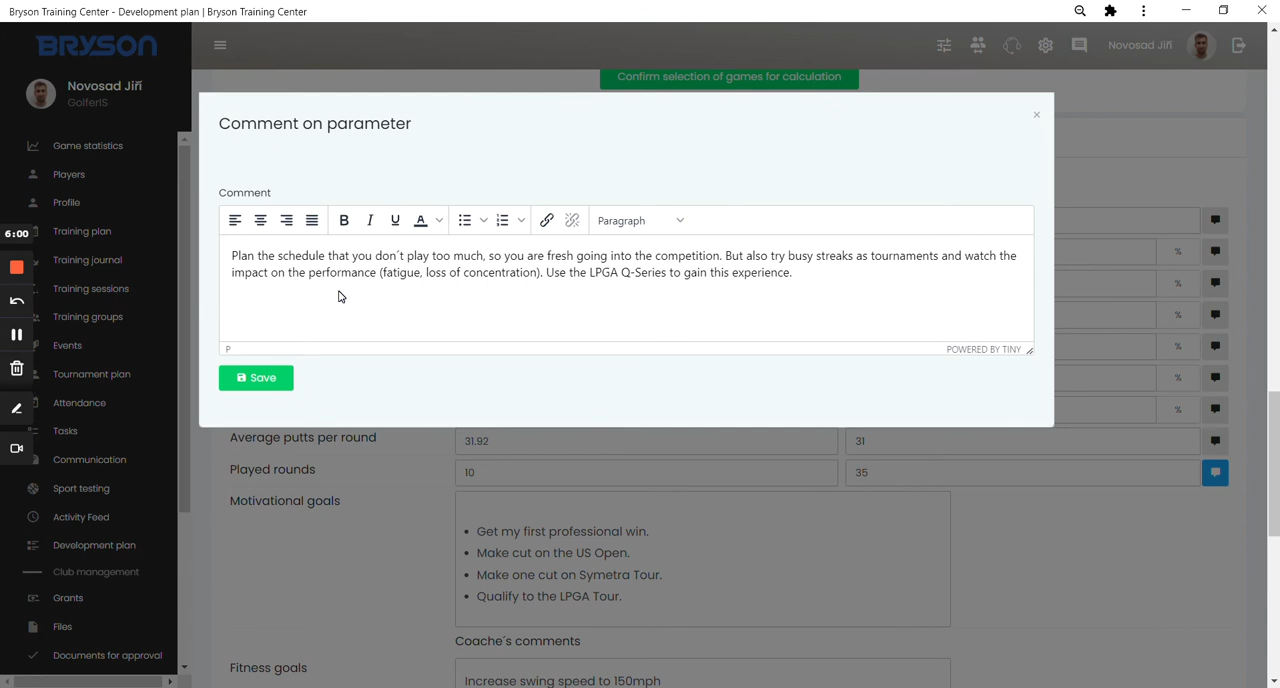 Bryson Training Center - Development plan | Bryson Training Center
BRYSON
Novosad Jiří
Novosad Jiří
GolferIS
Game statistics
Players
Profile
Training plan
Training journal
Training sessions
Training groups
Events
Tournament plan
Attendance
Tasks
Communication
Sport testing
Activity Feed
Development plan
Club management
Grants
Files
Documents for approval
6:00
Confirm selection of games for calculation
Comment on parameter
×
Comment
B I U A
Paragraph
Plan the schedule that you don´t play too much, so you are fresh going into the competition. But also try busy streaks as tournaments and watch the
impact on the performance (fatigue, loss of concentration). Use the LPGA Q-Series to gain this experience.
P
POWERED BY TINY
Save
%
%
%
%
%
%
Average putts per round 31.92 31
Played rounds 10 35
Motivational goals
• Get my first professional win.
• Make cut on the US Open.
• Make one cut on Symetra Tour.
• Qualify to the LPGA Tour.
Coache´s comments
Fitness goals
Increase swing speed to 150mph